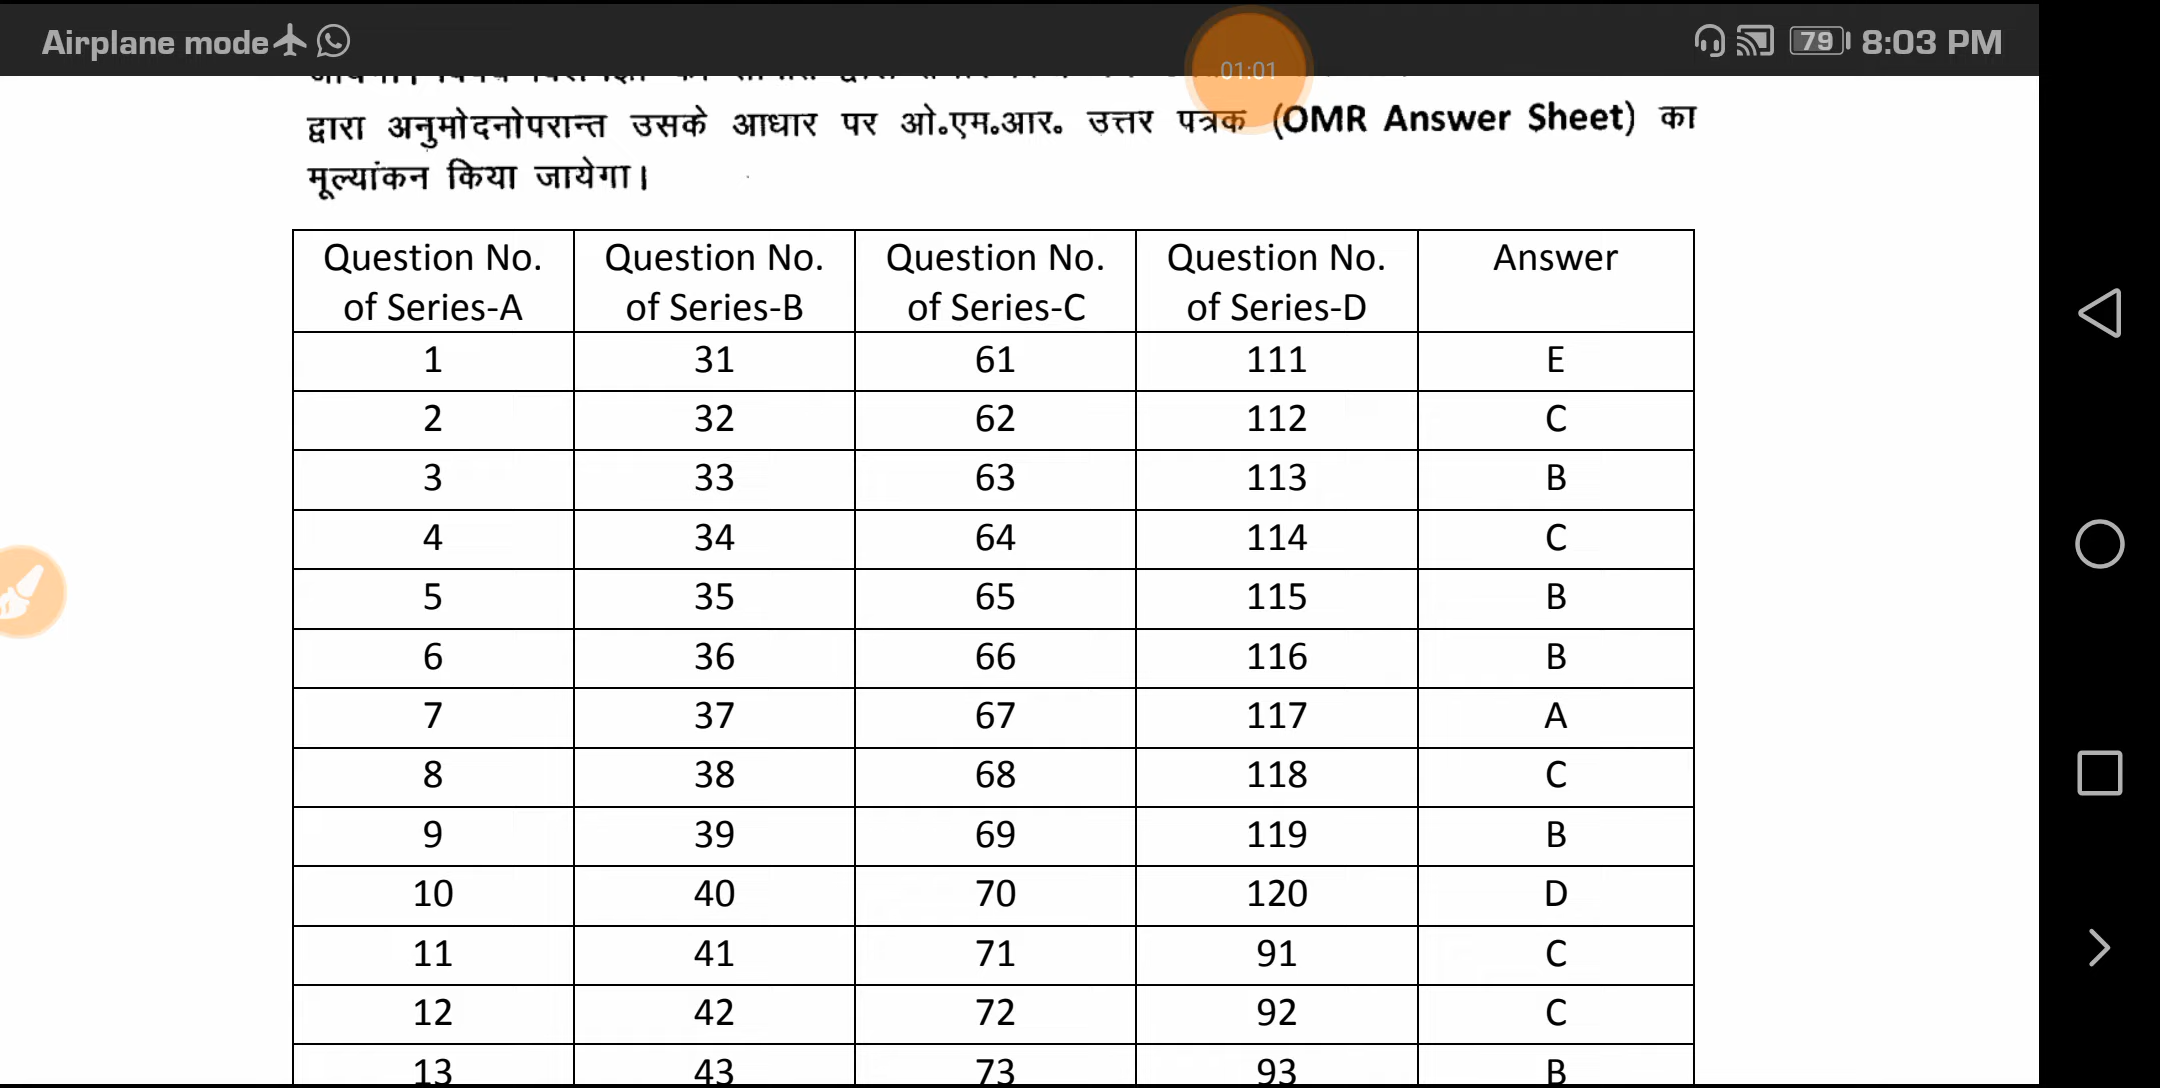 Airplane mode 79 8:03 PM
01:01
द्वारा अनुमोदनोपरान्त उसके आधार पर ओ.एम.आर. उत्तर पत्रक (OMR Answer Sheet) का
मूल्यांकन किया जायेगा।
Question No. of Series-A Question No. of Series-B Question No. of Series-C Question No. of Series-D Answer
1 31 61 111 E
2 32 62 112 C
3 33 63 113 B
4 34 64 114 C
5 35 65 115 B
6 36 66 116 B
7 37 67 117 A
8 38 68 118 C
9 39 69 119 B
10 40 70 120 D
11 41 71 91 C
12 42 72 92 C
13 43 73 93 B